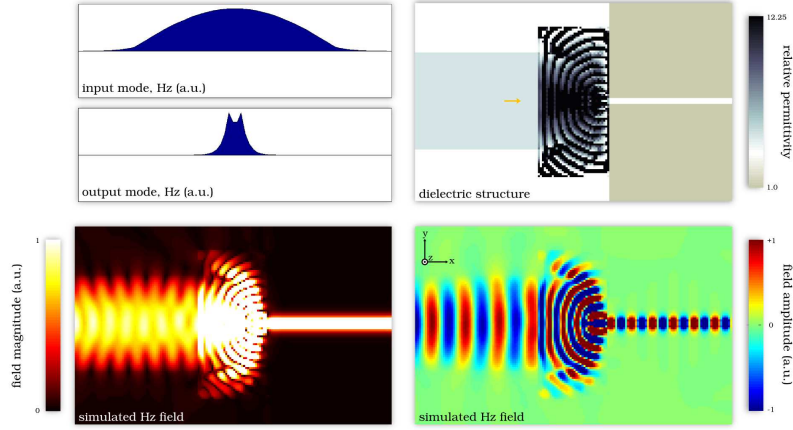 input mode, Hz (a.u.)
output mode, Hz (a.u.)
dielectric structure
12.25
1.0
relative permittivity
1
0
field magnitude (a.u.)
simulated Hz field
y
z
x
simulated Hz field
+1
0
-1
field amplitude (a.u.)